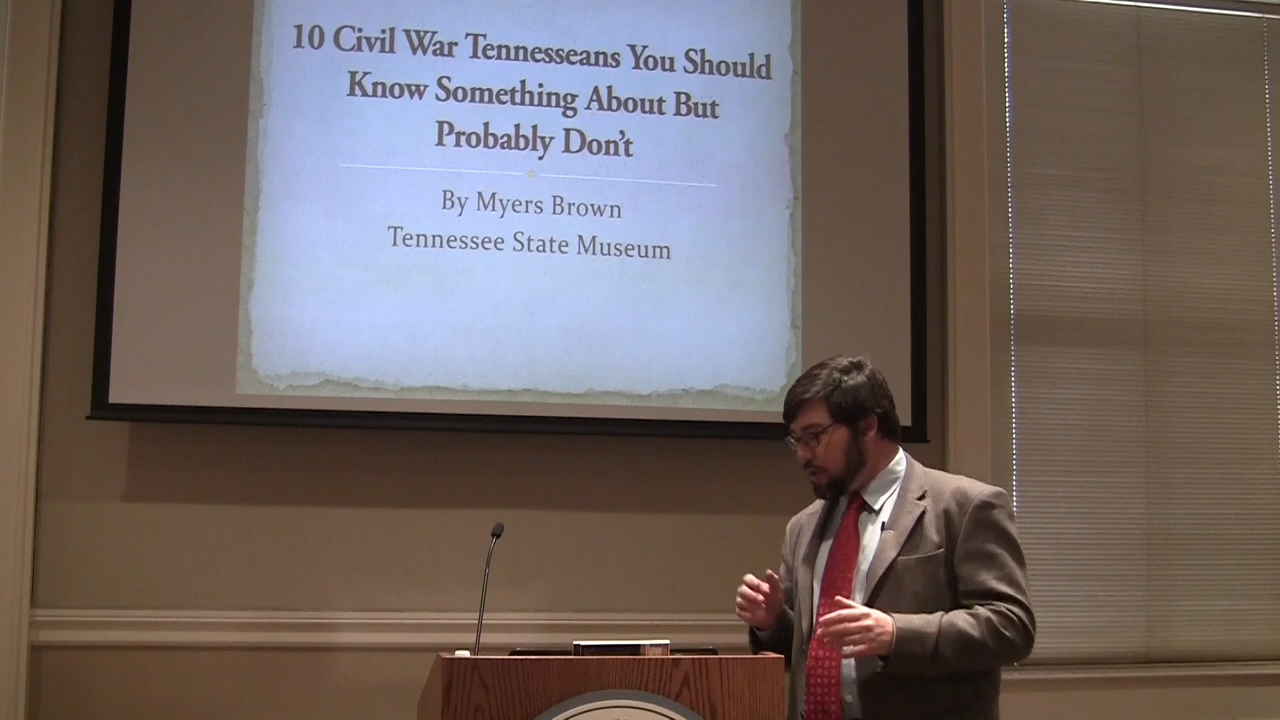 10 Civil War Tennesseans You Should
Know Something About But
Probably Don't
By Myers Brown
Tennessee State Museum